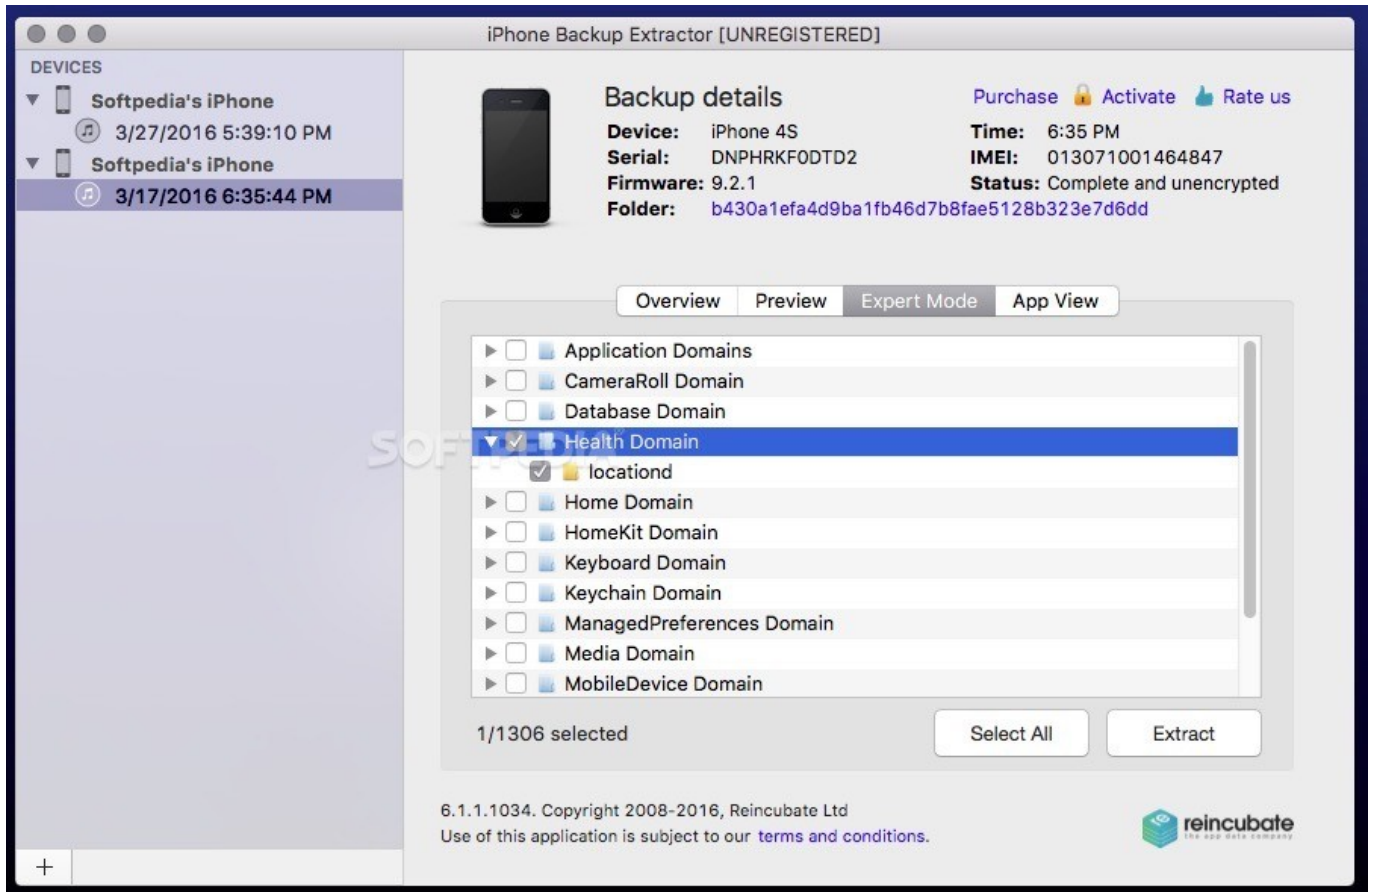 iPhone Backup Extractor [UNREGISTERED]
DEVICES
Softpedia's iPhone
3/27/2016 5:39:10 PM
Softpedia's iPhone
3/17/2016 6:35:44 PM
Backup details
Purchase Activate Rate us
Device: iPhone 4S Time: 6:35 PM
Serial: DNPHRKF0DTD2 IMEI: 013071001464847
Firmware: 9.2.1 Status: Complete and unencrypted
Folder: b430a1efa4d9ba1fb46d7b8fae5128b323e7d6dd
Overview Preview Expert Mode App View
Application Domains
CameraRoll Domain
Database Domain
SOFTPEDIA®
Health Domain
locationd
Home Domain
HomeKit Domain
Keyboard Domain
Keychain Domain
ManagedPreferences Domain
Media Domain
MobileDevice Domain
1/1306 selected Select All Extract
6.1.1.1034. Copyright 2008-2016, Reincubate Ltd
Use of this application is subject to our terms and conditions.
reincubate
the app data company
+